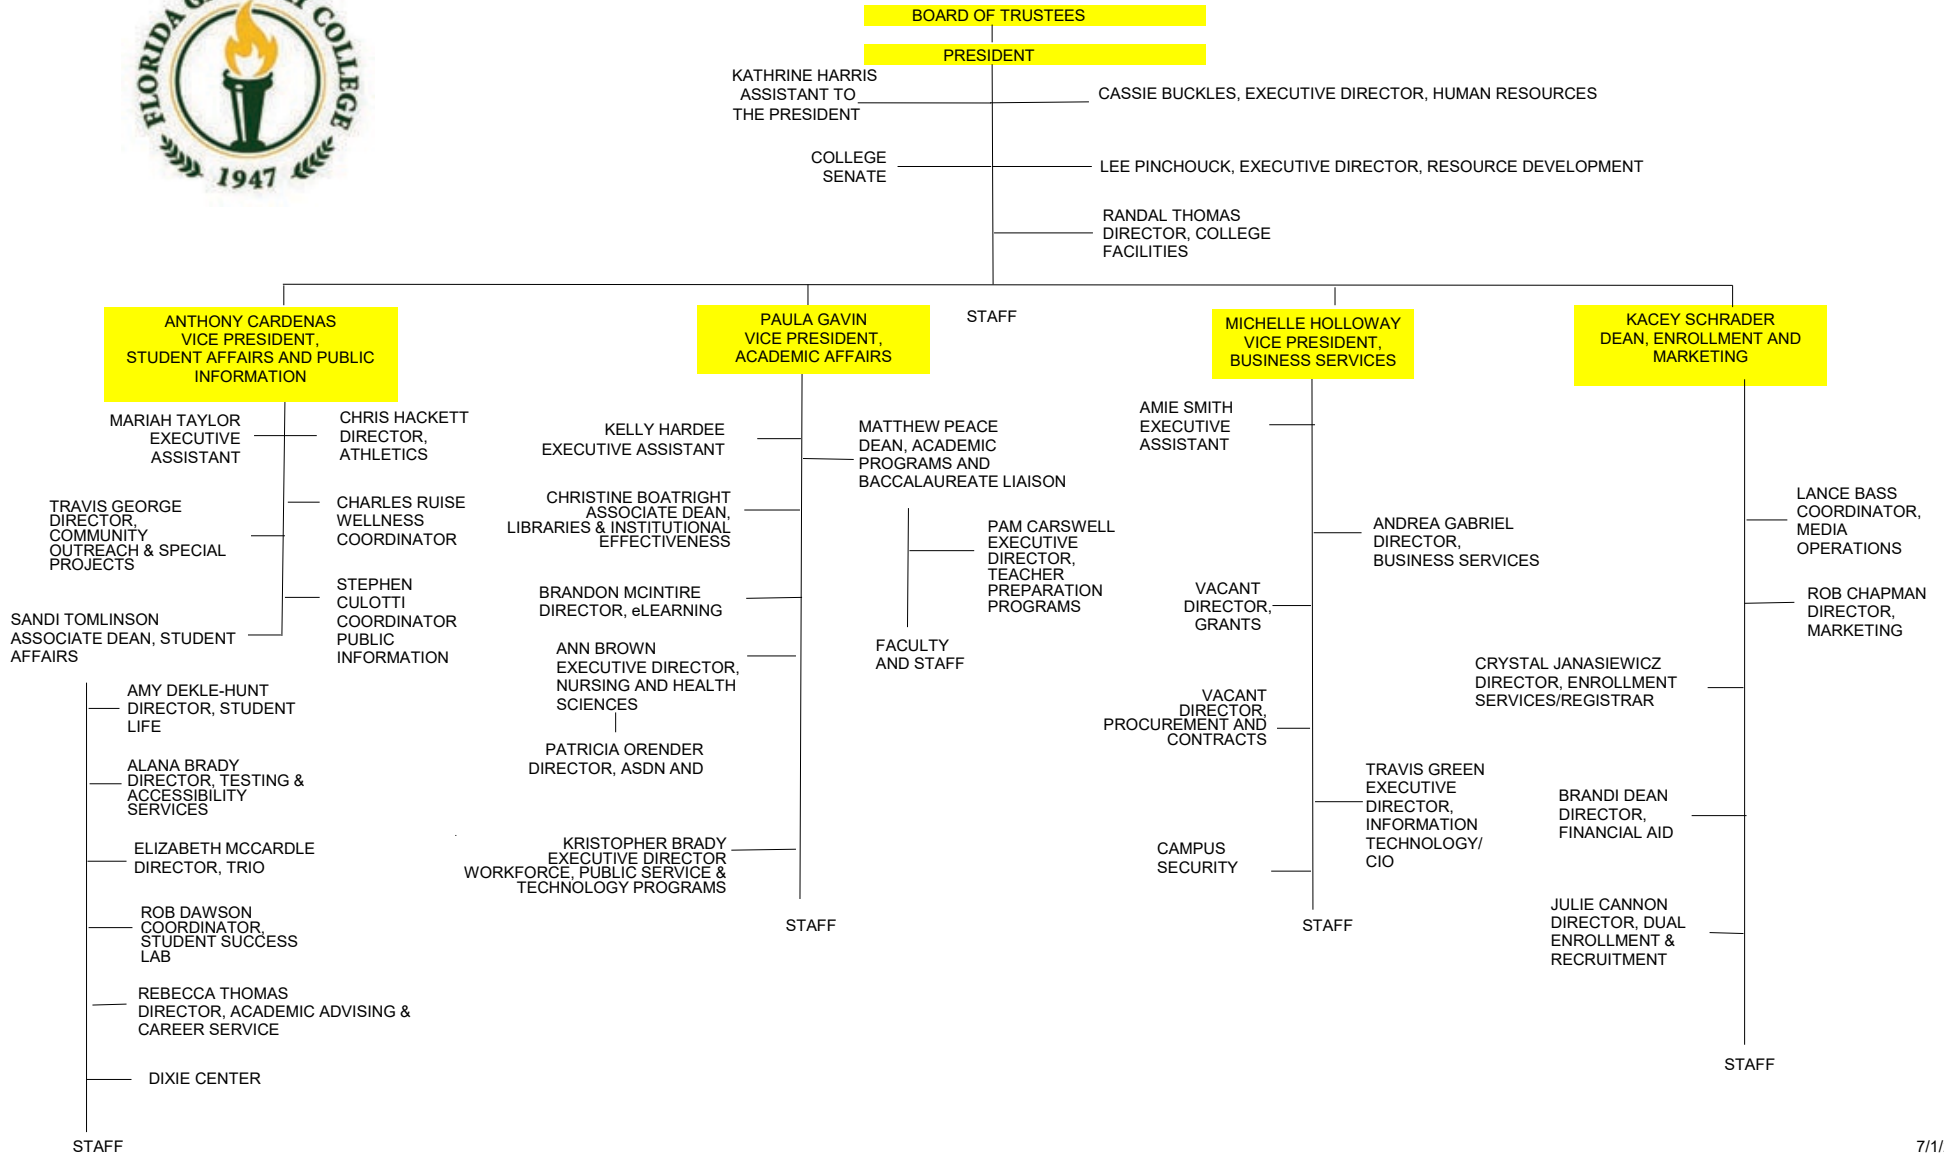 FLORIDA
COLLEGE
1947
BOARD OF TRUSTEES
PRESIDENT
KATHRINE HARRIS
ASSISTANT TO
THE PRESIDENT
CASSIE BUCKLES, EXECUTIVE DIRECTOR, HUMAN RESOURCES
COLLEGE
SENATE
LEE PINCHOUCK, EXECUTIVE DIRECTOR, RESOURCE DEVELOPMENT
RANDAL THOMAS
DIRECTOR, COLLEGE
FACILITIES
STAFF
ANTHONY CARDENAS
VICE PRESIDENT,
STUDENT AFFAIRS AND PUBLIC
INFORMATION
MARIAH TAYLOR
EXECUTIVE
ASSISTANT
CHRIS HACKETT
DIRECTOR,
ATHLETICS
TRAVIS GEORGE
DIRECTOR,
COMMUNITY
OUTREACH & SPECIAL
PROJECTS
CHARLES RUISE
WELLNESS
COORDINATOR
STEPHEN
CULOTTI
COORDINATOR
PUBLIC
INFORMATION
SANDI TOMLINSON
ASSOCIATE DEAN, STUDENT
AFFAIRS
AMY DEKLE-HUNT
DIRECTOR, STUDENT
LIFE
ALANA BRADY
DIRECTOR, TESTING &
ACCESSIBILITY
SERVICES
ELIZABETH MCCARDLE
DIRECTOR, TRIO
ROB DAWSON
COORDINATOR,
STUDENT SUCCESS
LAB
REBECCA THOMAS
DIRECTOR, ACADEMIC ADVISING &
CAREER SERVICE
DIXIE CENTER
STAFF
PAULA GAVIN
VICE PRESIDENT,
ACADEMIC AFFAIRS
KELLY HARDEE
EXECUTIVE ASSISTANT
MATTHEW PEACE
DEAN, ACADEMIC
PROGRAMS AND
BACCALAUREATE LIAISON
CHRISTINE BOATRIGHT
ASSOCIATE DEAN,
LIBRARIES & INSTITUTIONAL
EFFECTIVENESS
PAM CARSWELL
EXECUTIVE
DIRECTOR,
TEACHER
PREPARATION
PROGRAMS
BRANDON MCINTIRE
DIRECTOR, eLEARNING
FACULTY
AND STAFF
ANN BROWN
EXECUTIVE DIRECTOR,
NURSING AND HEALTH
SCIENCES
PATRICIA ORENDER
DIRECTOR, ASDN AND
KRISTOPHER BRADY
EXECUTIVE DIRECTOR
WORKFORCE, PUBLIC SERVICE &
TECHNOLOGY PROGRAMS
STAFF
MICHELLE HOLLOWAY
VICE PRESIDENT,
BUSINESS SERVICES
AMIE SMITH
EXECUTIVE
ASSISTANT
ANDREA GABRIEL
DIRECTOR,
BUSINESS SERVICES
VACANT
DIRECTOR,
GRANTS
VACANT
DIRECTOR,
PROCUREMENT AND
CONTRACTS
TRAVIS GREEN
EXECUTIVE
DIRECTOR,
INFORMATION
TECHNOLOGY/
CIO
CAMPUS
SECURITY
STAFF
KACEY SCHRADER
DEAN, ENROLLMENT AND
MARKETING
LANCE BASS
COORDINATOR,
MEDIA
OPERATIONS
ROB CHAPMAN
DIRECTOR,
MARKETING
CRYSTAL JANASIEWICZ
DIRECTOR, ENROLLMENT
SERVICES/REGISTRAR
BRANDI DEAN
DIRECTOR,
FINANCIAL AID
JULIE CANNON
DIRECTOR, DUAL
ENROLLMENT &
RECRUITMENT
STAFF
7/1/